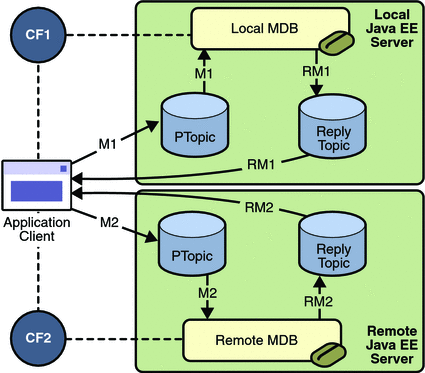 CF1
Local MDB
Local
Java EE
Server
M1
RM1
M1
PTopic
Reply
Topic
RM1
Application
Client
RM2
M2
PTopic
Reply
Topic
M2
RM2
CF2
Remote MDB
Remote
Java EE
Server